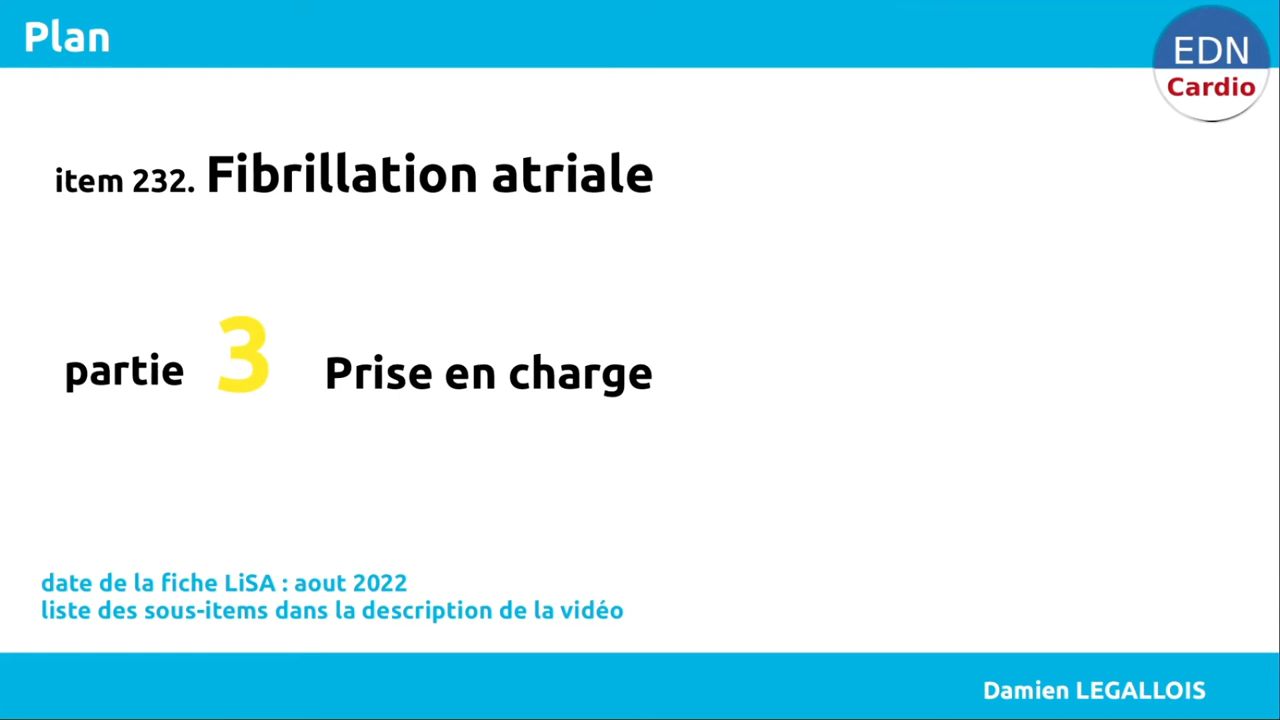 Plan
EDN
Cardio
item 232. Fibrillation atriale
partie 3 Prise en charge
date de la fiche LiSA : aout 2022
liste des sous-items dans la description de la vidéo
Damien LEGALLOIS